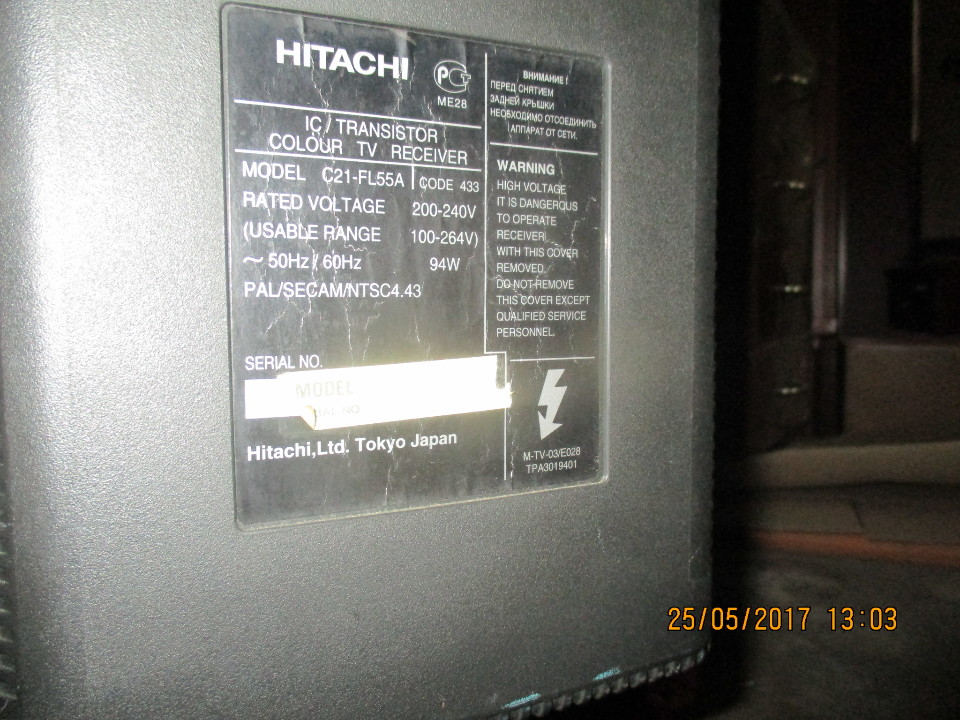 HITACHI
ME28
IC / TRANSISTOR
COLOUR TV RECEIVER
MODEL C21-FL55A CODE 433
RATED VOLTAGE 200-240V
(USABLE RANGE 100-264V)
~ 50Hz / 60Hz 94W
PAL/SECAM/NTSC4.43
SERIAL NO.
MODEL
NO
Hitachi,Ltd. Tokyo Japan
ВНИМАНИЕ !
ПЕРЕД СНЯТИЕМ
ЗАДНЕЙ КРЫШКИ
НЕОБХОДИМО ОТСОЕДИНИТЬ
АППАРАТ ОТ СЕТИ.
WARNING
HIGH VOLTAGE
IT IS DANGEROUS
TO OPERATE
RECEIVER
WITH THIS COVER
REMOVED.
DO NOT REMOVE
THIS COVER EXCEPT
QUALIFIED SERVICE
PERSONNEL.
M-TV-03/E028
TPA3019401
25/05/2017 13:03